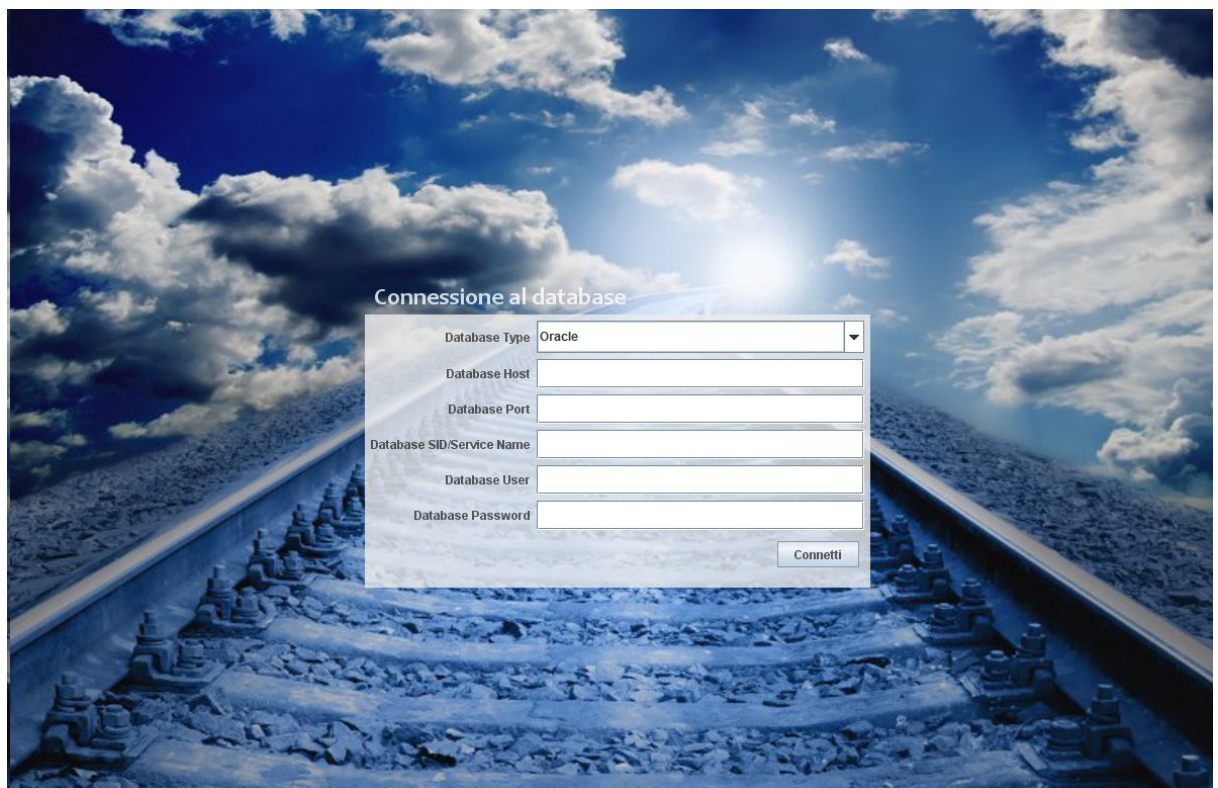 Connessione al database
Database Type Oracle
Database Host
Database Port
Database SID/Service Name
Database User
Database Password
Connetti